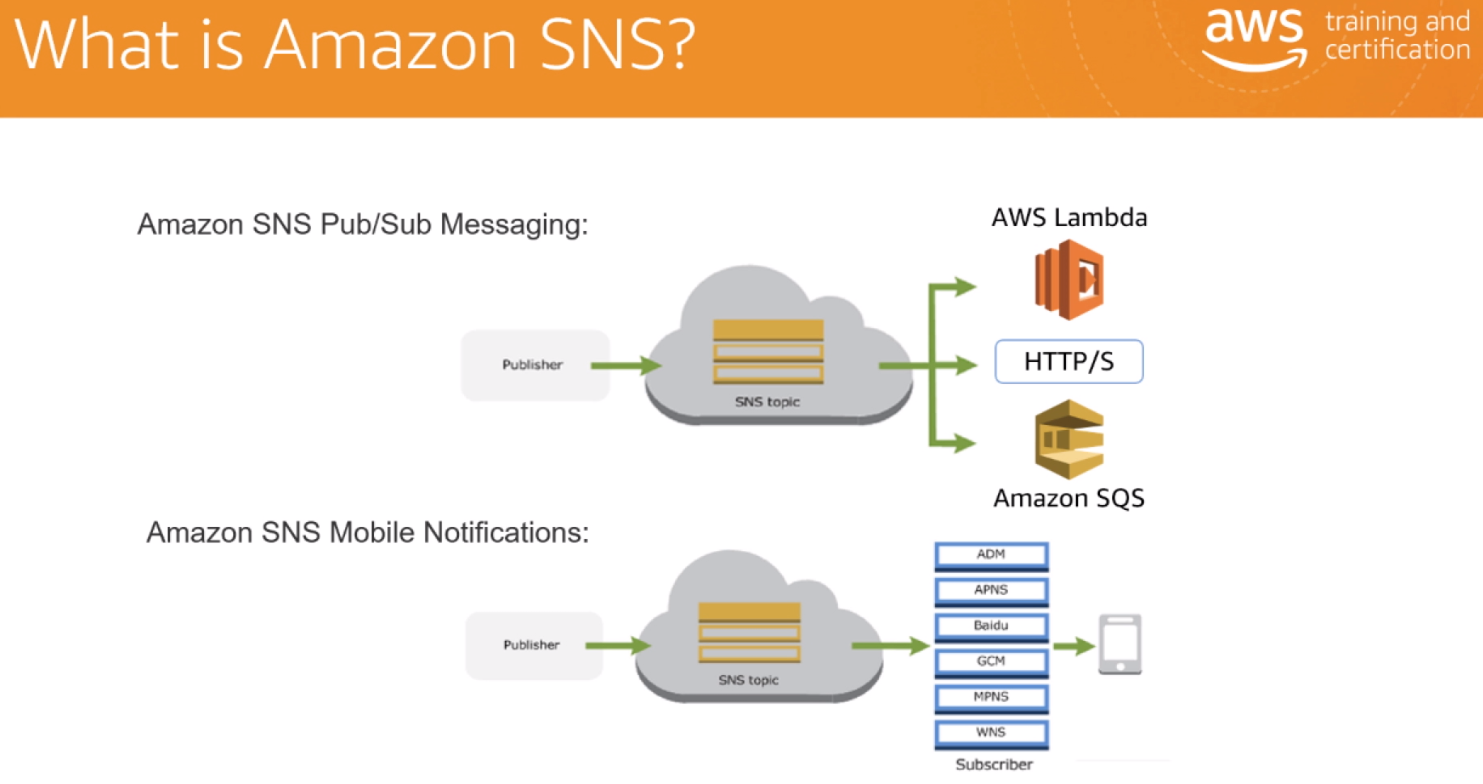 What is Amazon SNS?
aws training and
certification
Amazon SNS Pub/Sub Messaging:
AWS Lambda
Publisher
SNS topic
HTTP/S
Amazon SQS
Amazon SNS Mobile Notifications:
Publisher
SNS topic
ADM
APNS
Baidu
GCM
MPNS
WNS
Subscriber